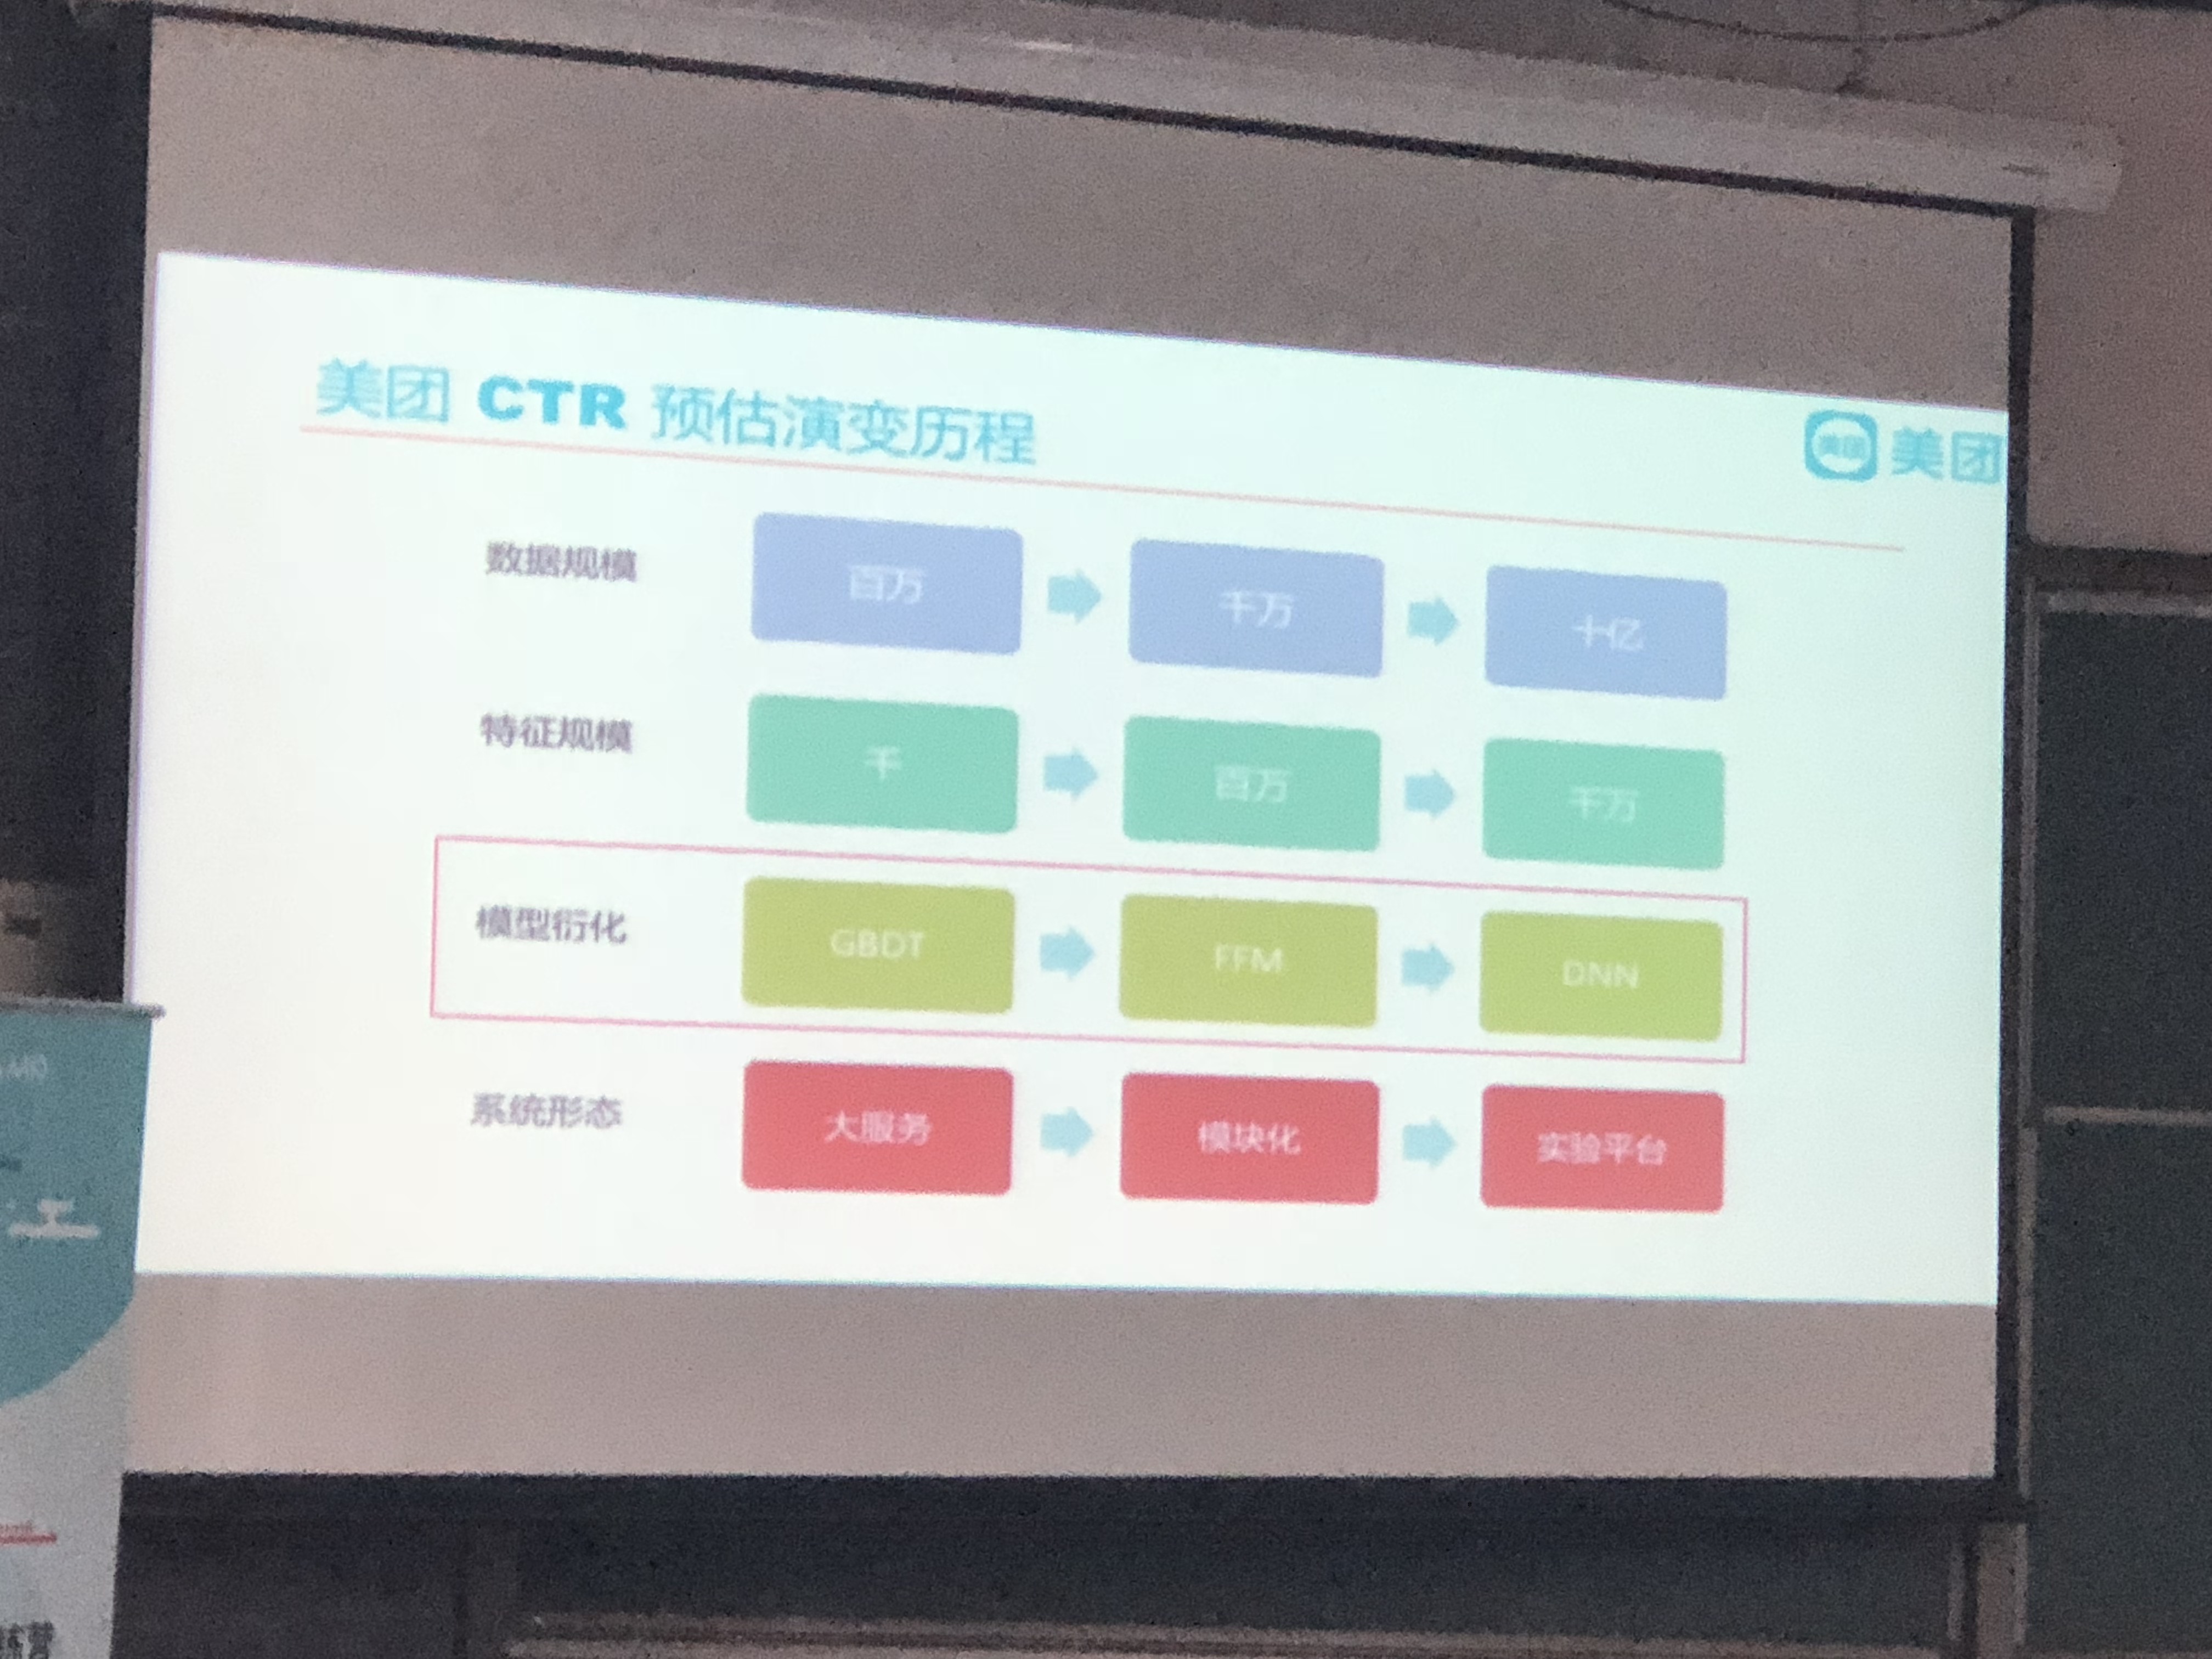 美团 CTR 预估演变历程
美团 美团
数据规模 百万 千万 十亿
特征规模 千 百万 千万
模型衍化 GBDT FFM DNN
系统形态 大服务 模块化 实验平台